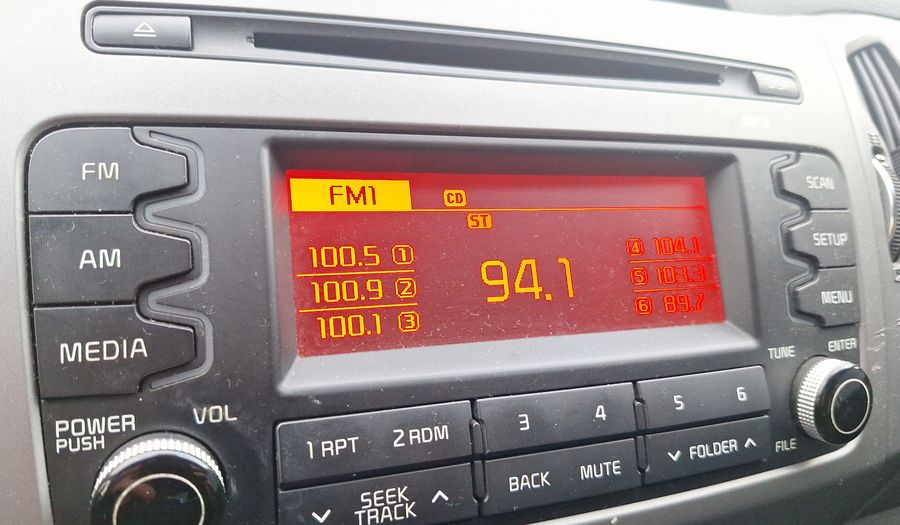 FM
AM
MEDIA
POWER
PUSH
VOL
FM1
CD
ST
100.5 1
100.9 2
100.1 3
94.1
4 104.1
5 103.3
6 89.7
SCAN
SETUP
MENU
TUNE
ENTER
FILE
1 RPT 2 RDM
3 4
5 6
SEEK
TRACK
BACK MUTE
FOLDER